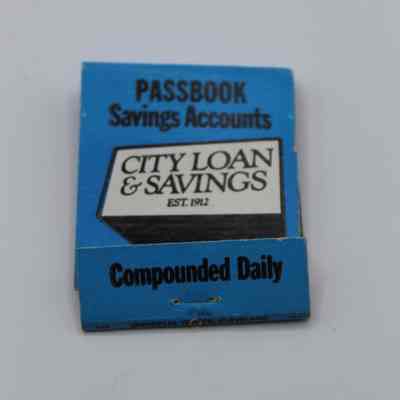 PASSBOOK
Savings Accounts
CITY LOAN
& SAVINGS
EST. 1912
Compounded Daily